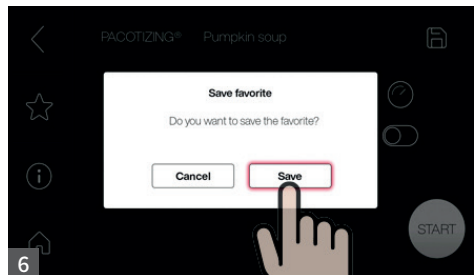 PACOTIZING® Pumpkin soup
Save favorite
Do you want to save the favorite?
Cancel Save
START
6